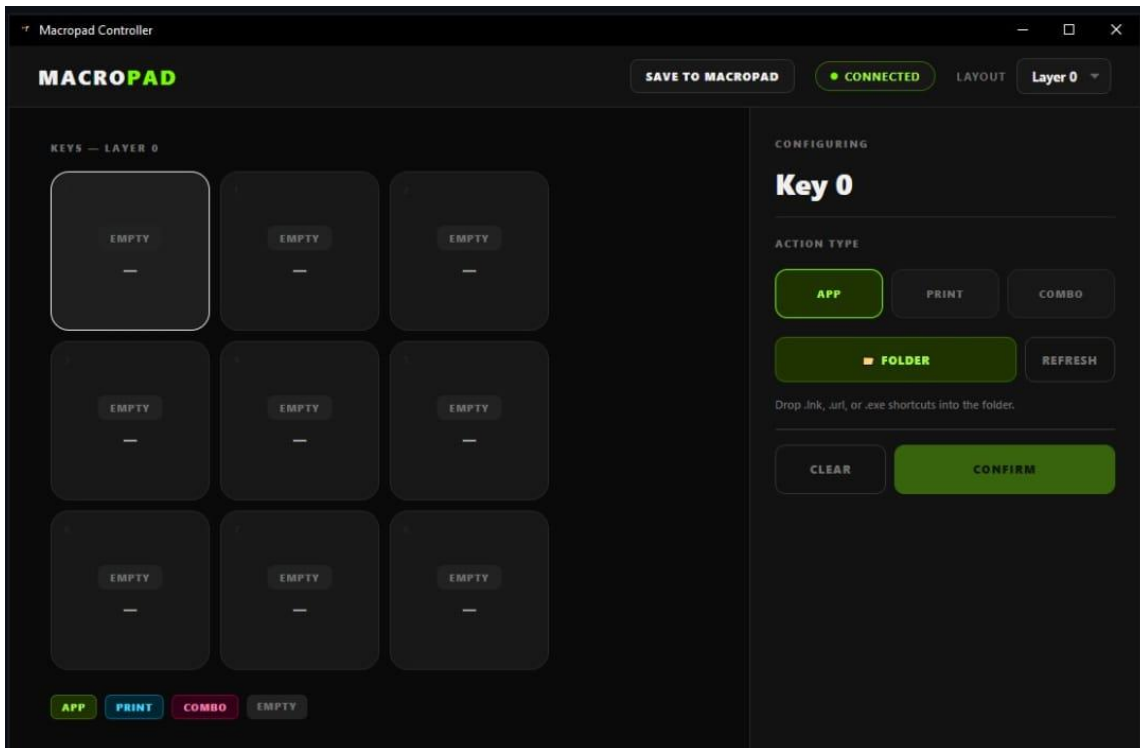 Macropad Controller
MACROPAD
SAVE TO MACROPAD
CONNECTED
LAYOUT
Layer 0
KEYS — LAYER 0
EMPTY
—
EMPTY
—
EMPTY
—
EMPTY
—
EMPTY
—
EMPTY
—
EMPTY
—
EMPTY
—
EMPTY
—
APP
PRINT
COMBO
EMPTY
CONFIGURING
Key 0
ACTION TYPE
APP
PRINT
COMBO
FOLDER
REFRESH
Drop .lnk, .url, or .exe shortcuts into the folder.
CLEAR
CONFIRM